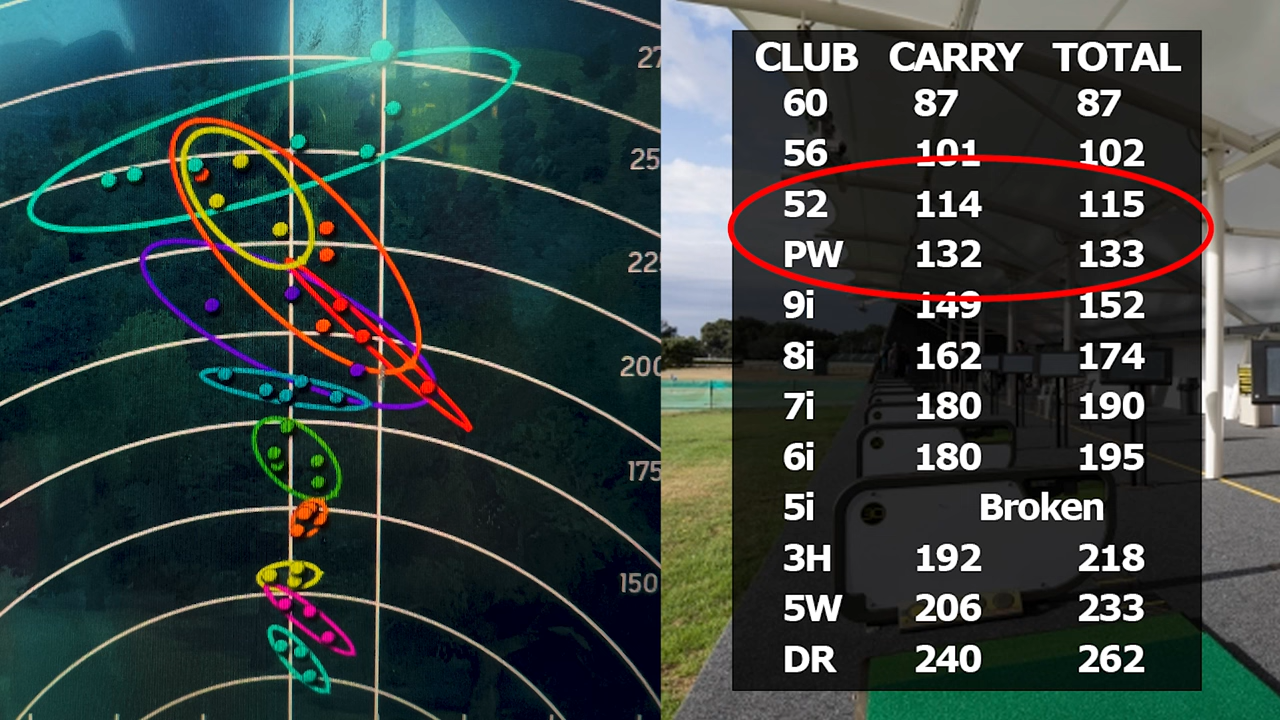 27
25
225
200
175
150
CLUB CARRY TOTAL
60 87 87
56 101 102
52 114 115
PW 132 133
9i 149 152
8i 162 174
7i 180 190
6i 180 195
5i Broken
3H 192 218
5W 206 233
DR 240 262